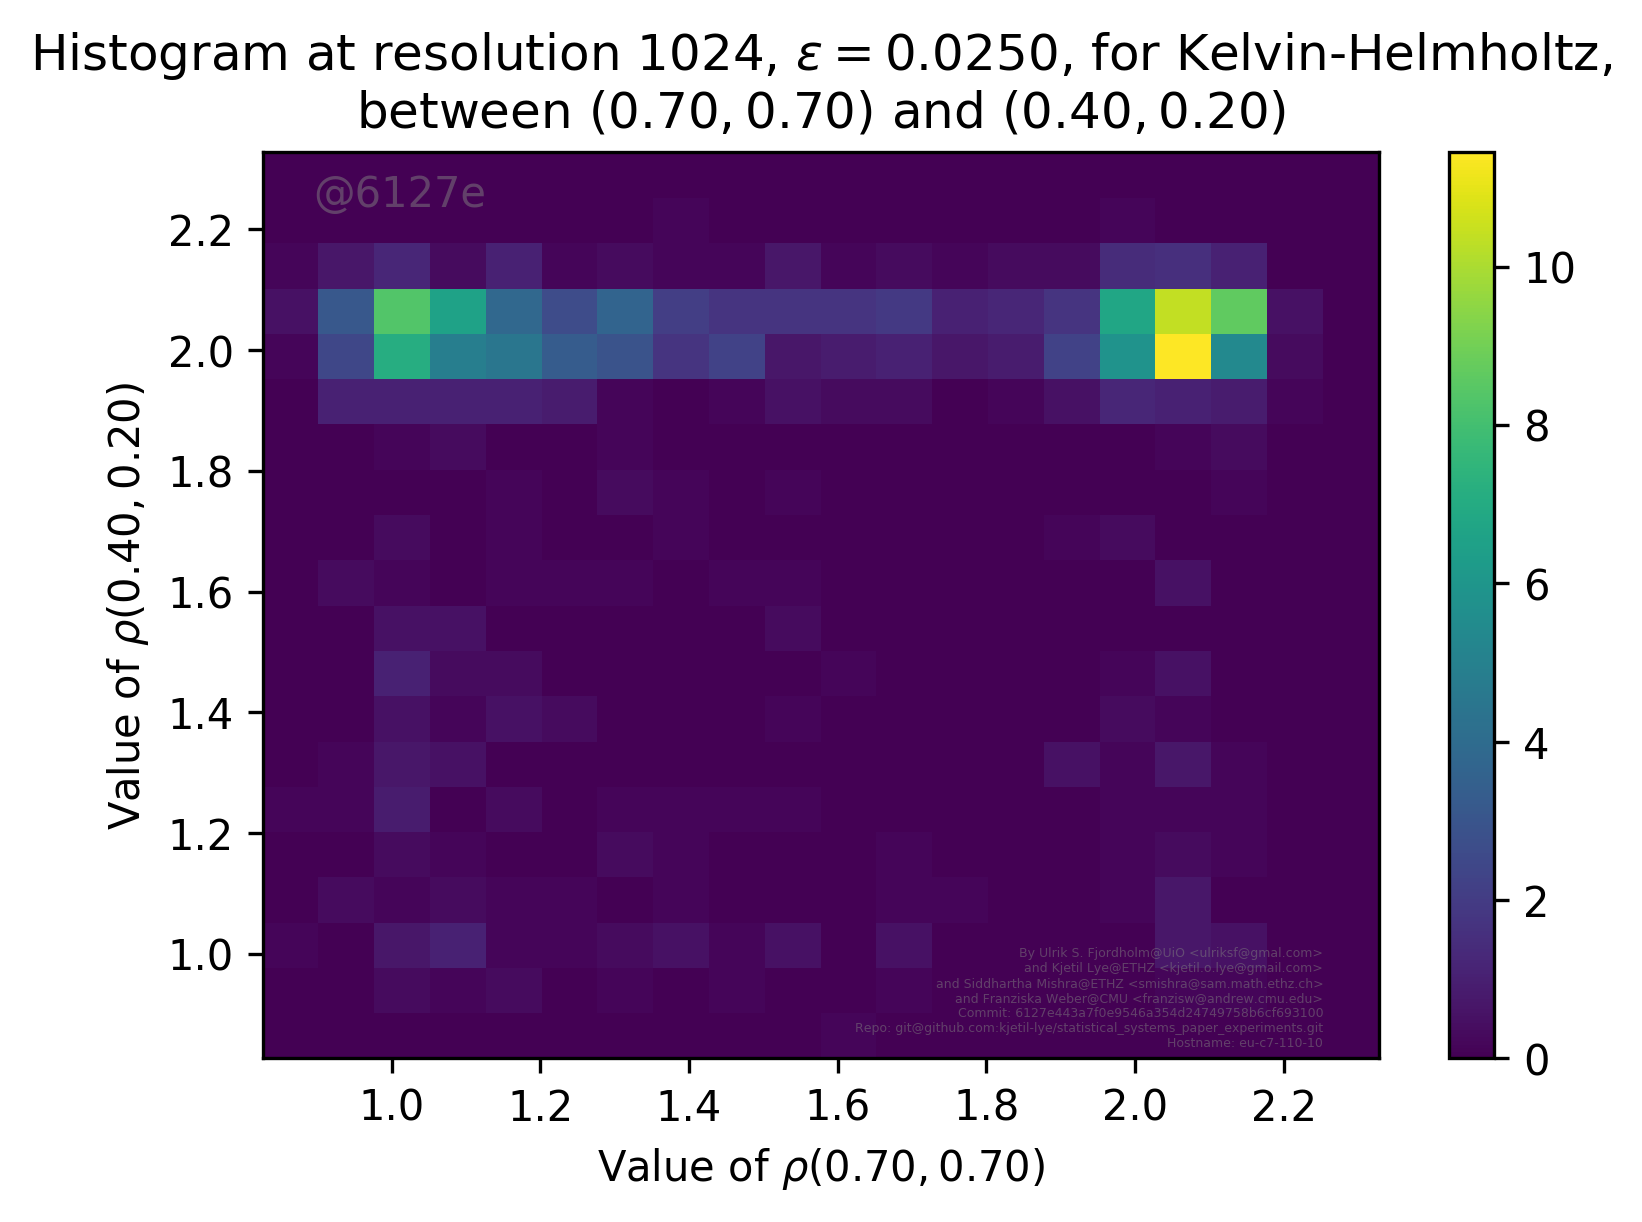 Histogram at resolution 1024, ε = 0.0250, for Kelvin-Helmholtz,
between (0.70, 0.70) and (0.40, 0.20)
@6127e
2.2
2.0
1.8
1.6
1.4
1.2
1.0
Value of ρ(0.40, 0.20)
10
8
6
4
2
0
By Ulrik S. Fjordholm@UiO <ulriksf@gmal.com>
and Kjetil Lye@ETHZ <kjetil.o.lye@gmail.com>
and Siddhartha Mishra@ETHZ <smishra@sam.math.ethz.ch>
and Franziska Weber@CMU <franzisw@andrew.cmu.edu>
Commit: 6127e443a7f0e9546a354d24749758b6cf693100
Repo: git@github.com:kjetil-lye/statistical_systems_paper_experiments.git
Hostname: eu-c7-110-10
1.0 1.2 1.4 1.6 1.8 2.0 2.2
Value of ρ(0.70, 0.70)